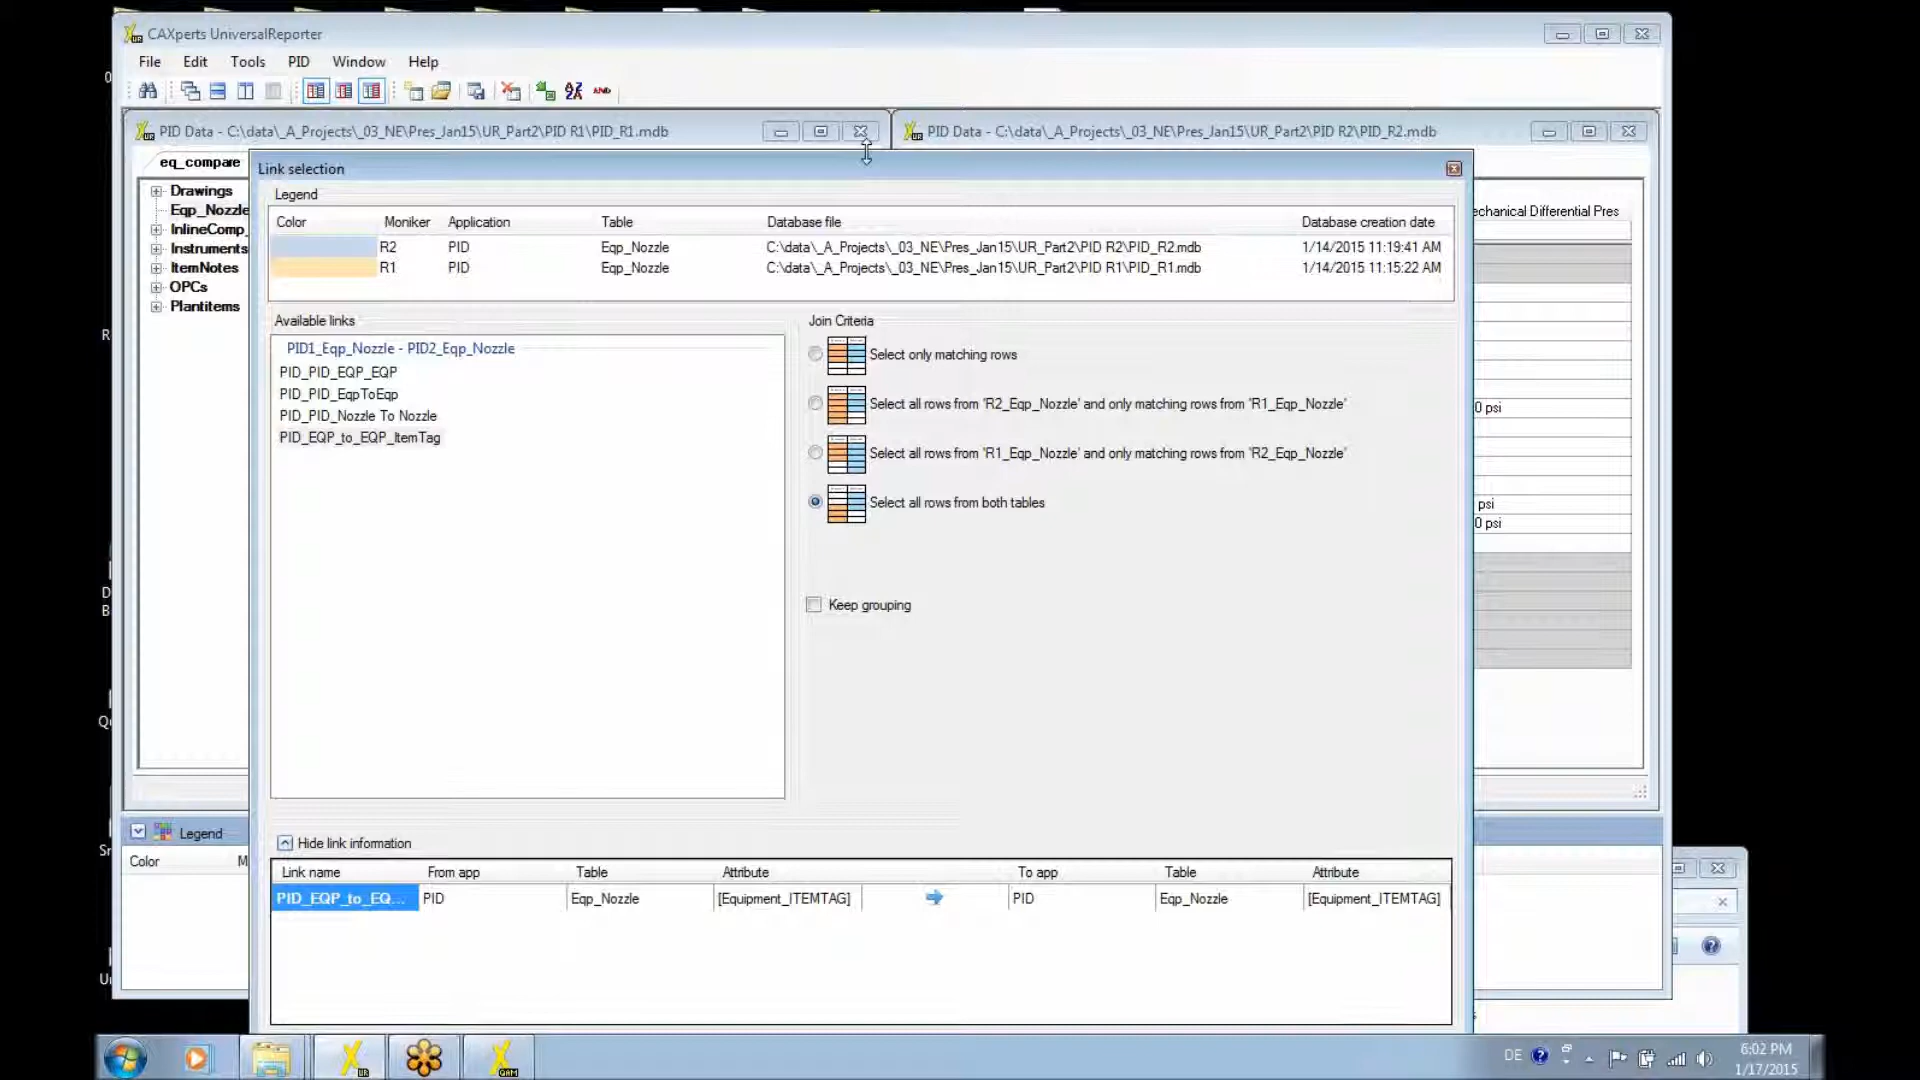 CAXperts UniversalReporter
File Edit Tools PID Window Help
PID Data - C:\data\_A_Projects\_03_NE\Pres_Jan15\UR_Part2\PID R1\PID_R1.mdb
PID Data - C:\data\_A_Projects\_03_NE\Pres_Jan15\UR_Part2\PID R2\PID_R2.mdb
eq_compare
Drawings
Eqp_Nozzle
InlineComp_
Instruments
ItemNotes
OPCs
Plantitems
Link selection
Legend
Color Moniker Application Table Database file Database creation date
R2 PID Eqp_Nozzle C:\data\_A_Projects\_03_NE\Pres_Jan15\UR_Part2\PID R2\PID_R2.mdb 1/14/2015 11:19:41 AM
R1 PID Eqp_Nozzle C:\data\_A_Projects\_03_NE\Pres_Jan15\UR_Part2\PID R1\PID_R1.mdb 1/14/2015 11:15:22 AM
Available links
PID1_Eqp_Nozzle - PID2_Eqp_Nozzle
PID_PID_EQP_EQP
PID_PID_EqpToEqp
PID_PID_Nozzle To Nozzle
PID_EQP_to_EQP_ItemTag
Join Criteria
Select only matching rows
Select all rows from 'R2_Eqp_Nozzle' and only matching rows from 'R1_Eqp_Nozzle'
Select all rows from 'R1_Eqp_Nozzle' and only matching rows from 'R2_Eqp_Nozzle'
Select all rows from both tables
Keep grouping
Hide link information
Link name From app Table Attribute To app Table Attribute
PID_EQP_to_EQ... PID Eqp_Nozzle [Equipment_ITEMTAG] PID Eqp_Nozzle [Equipment_ITEMTAG]
echanical Differential Pres
0 psi
psi
0 psi
Legend
Color M
DE
6:02 PM
1/17/2015